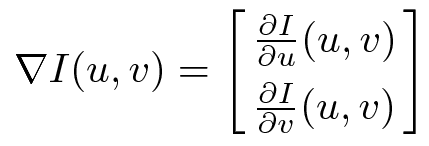 ∇I(u, v) = [ ∂I/∂u (u, v)
∂I/∂v (u, v) ]